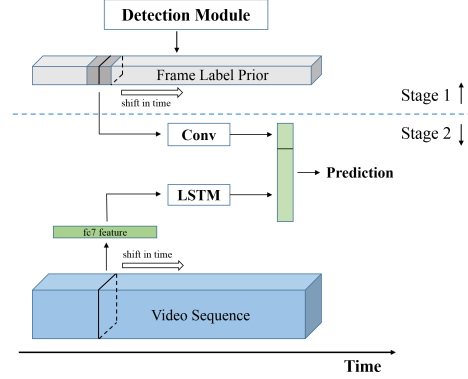 Detection Module
Frame Label Prior
shift in time
Stage 1
Stage 2
Conv
Prediction
LSTM
fc7 feature
shift in time
Video Sequence
Time